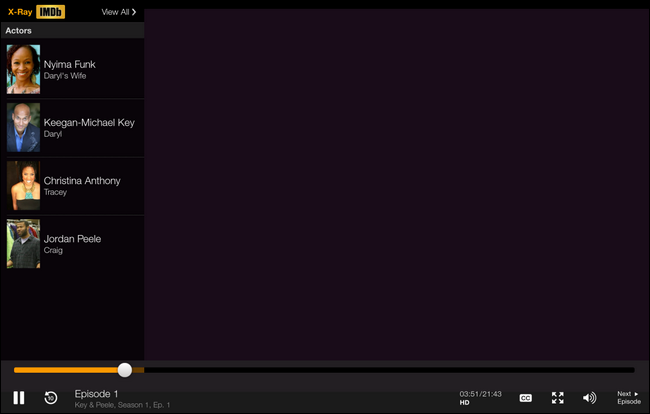 X-Ray IMDb View All
Actors
Nyima Funk
Daryl's Wife
Keegan-Michael Key
Daryl
Christina Anthony
Tracey
Jordan Peele
Craig
10
Episode 1
Key & Peele, Season 1, Ep. 1
03:51/21:43
HD
CC
Next
Episode